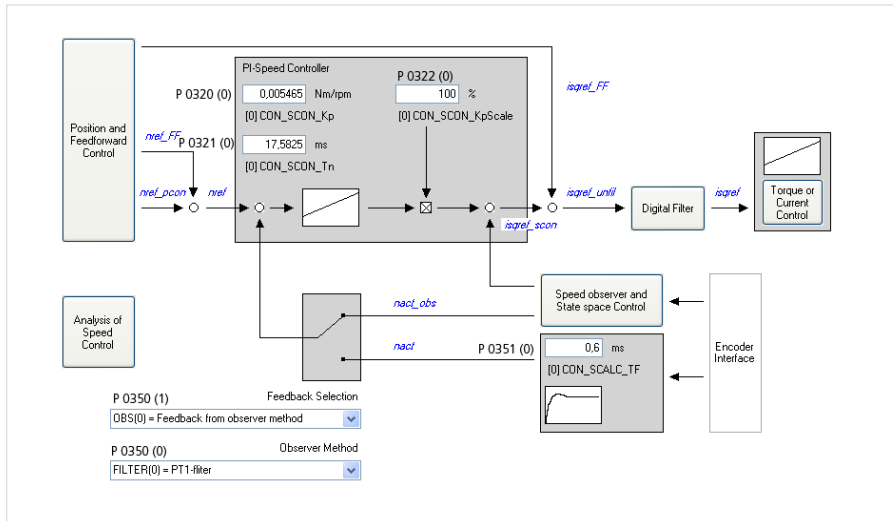 PI-Speed Controller
P 0322 (0)
isqref_FF
P 0320 (0)
0,005465
Nm/rpm
100
%
[0] CON_SCON_Kp
[0] CON_SCON_KpScale
Position and
Feedforward
Control
nref_FF
P 0321 (0)
17,5825
ms
[0] CON_SCON_Tn
nref_pcon
nref
isqref_unfil
isqref
isqref_scon
Digital Filter
Torque or
Current
Control
Analysis of
Speed
Control
nact_obs
Speed observer and
State space Control
nact
P 0351 (0)
0,6
ms
[0] CON_SCALC_TF
Encoder
Interface
P 0350 (1)
Feedback Selection
OBS(0) = Feedback from observer method
P 0350 (0)
Observer Method
FILTER(0) = PT1-fliter